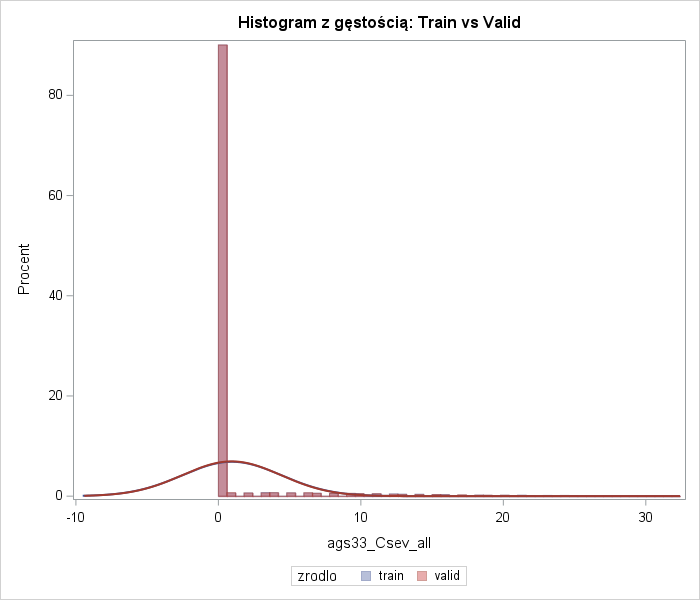 Histogram z gęstością: Train vs Valid
80
60
40
20
0
Procent
-10 0 10 20 30
ags33_Csev_all
zrodlo train valid